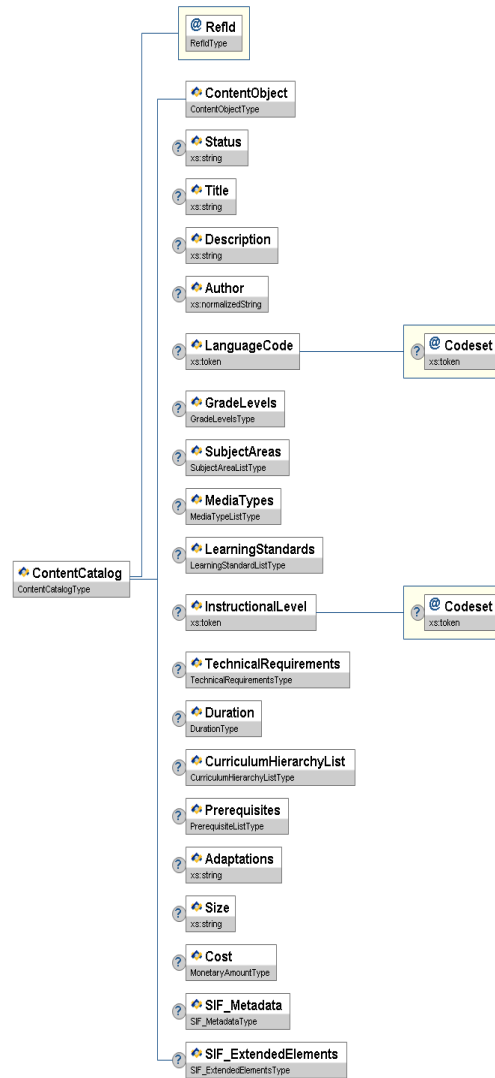 @ RefId
RefIdType
ContentObject
ContentObjectType
? Status
xs:string
? Title
xs:string
? Description
xs:string
? Author
xs:normalizedString
? LanguageCode
xs:token
? @ Codeset
xs:token
? GradeLevels
GradeLevelsType
? SubjectAreas
SubjectAreaListType
? MediaTypes
MediaTypeListType
? LearningStandards
LearningStandardListType
ContentCatalog
ContentCatalogType
? InstructionalLevel
xs:token
? @ Codeset
xs:token
? TechnicalRequirements
TechnicalRequirementsType
? Duration
DurationType
? CurriculumHierarchyList
CurriculumHierarchyListType
? Prerequisites
PrerequisiteListType
? Adaptations
xs:string
? Size
xs:string
? Cost
MonetaryAmountType
? SIF_Metadata
SIF_MetadataType
? SIF_ExtendedElements
SIF_ExtendedElementsType